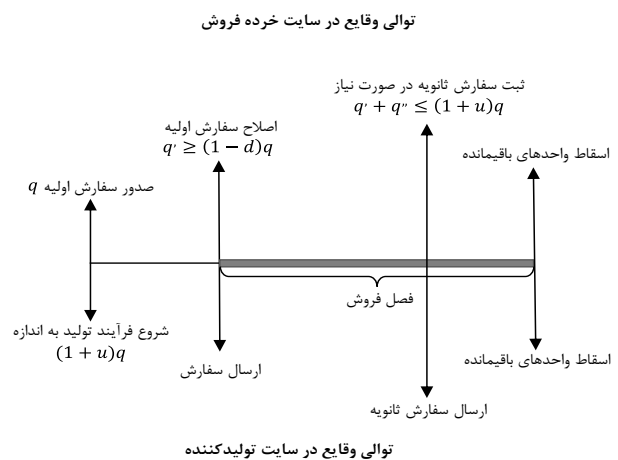 توالی وقایع در سایت خرده فروش
ثبت سفارش ثانویه در صورت نیاز
q′ + q″ ≤ (1 + u)q
اصلاح سفارش اولیه
q′ ≥ (1 − d)q
اسقاط واحدهای باقیمانده
صدور سفارش اولیه q
فصل فروش
شروع فرآیند تولید به اندازه
(1 + u)q
ارسال سفارش
اسقاط واحدهای باقیمانده
ارسال سفارش ثانویه
توالی وقایع در سایت تولیدکننده